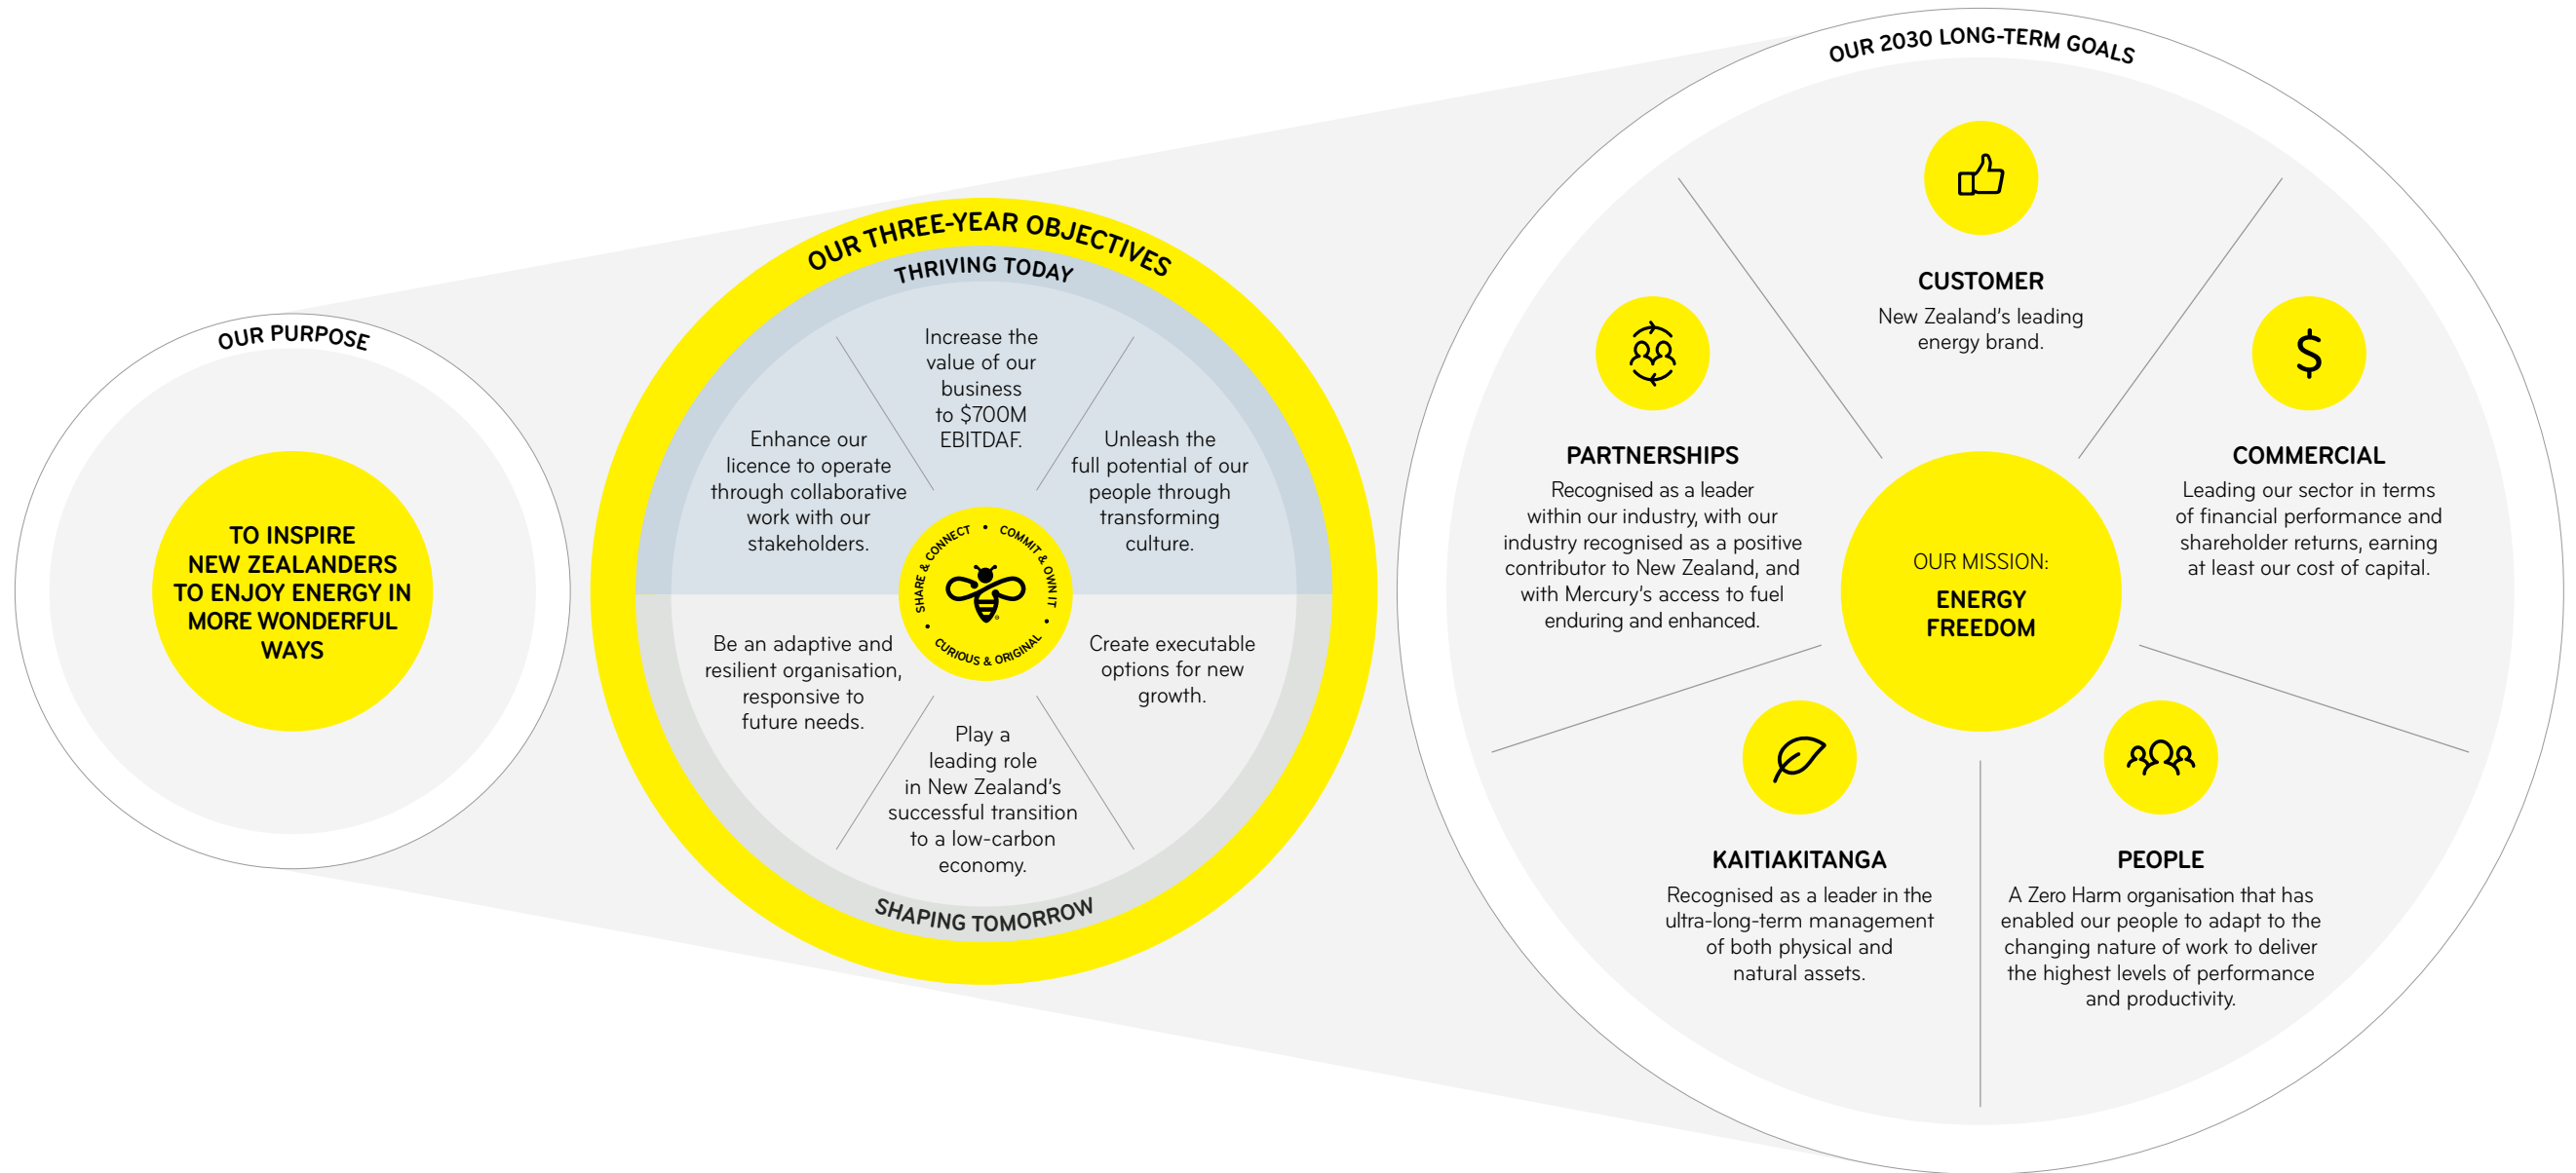 OUR PURPOSE
TO INSPIRE
NEW ZEALANDERS
TO ENJOY ENERGY IN
MORE WONDERFUL
WAYS
OUR THREE-YEAR OBJECTIVES
THRIVING TODAY
Enhance our
licence to operate
through collaborative
work with our
stakeholders.
Increase the
value of our
business
to $700M
EBITDAF.
Unleash the
full potential of our
people through
transforming
culture.
SHARE & CONNECT • COMMIT & OWN IT • CURIOUS & ORIGINAL •
Be an adaptive and
resilient organisation,
responsive to
future needs.
Play a
leading role
in New Zealand's
successful transition
to a low-carbon
economy.
Create executable
options for new
growth.
SHAPING TOMORROW
OUR 2030 LONG-TERM GOALS
CUSTOMER
New Zealand's leading
energy brand.
PARTNERSHIPS
Recognised as a leader
within our industry, with our
industry recognised as a positive
contributor to New Zealand, and
with Mercury's access to fuel
enduring and enhanced.
$
COMMERCIAL
Leading our sector in terms
of financial performance and
shareholder returns, earning
at least our cost of capital.
OUR MISSION:
ENERGY
FREEDOM
KAITIAKITANGA
Recognised as a leader in the
ultra-long-term management
of both physical and
natural assets.
PEOPLE
A Zero Harm organisation that has
enabled our people to adapt to the
changing nature of work to deliver
the highest levels of performance
and productivity.